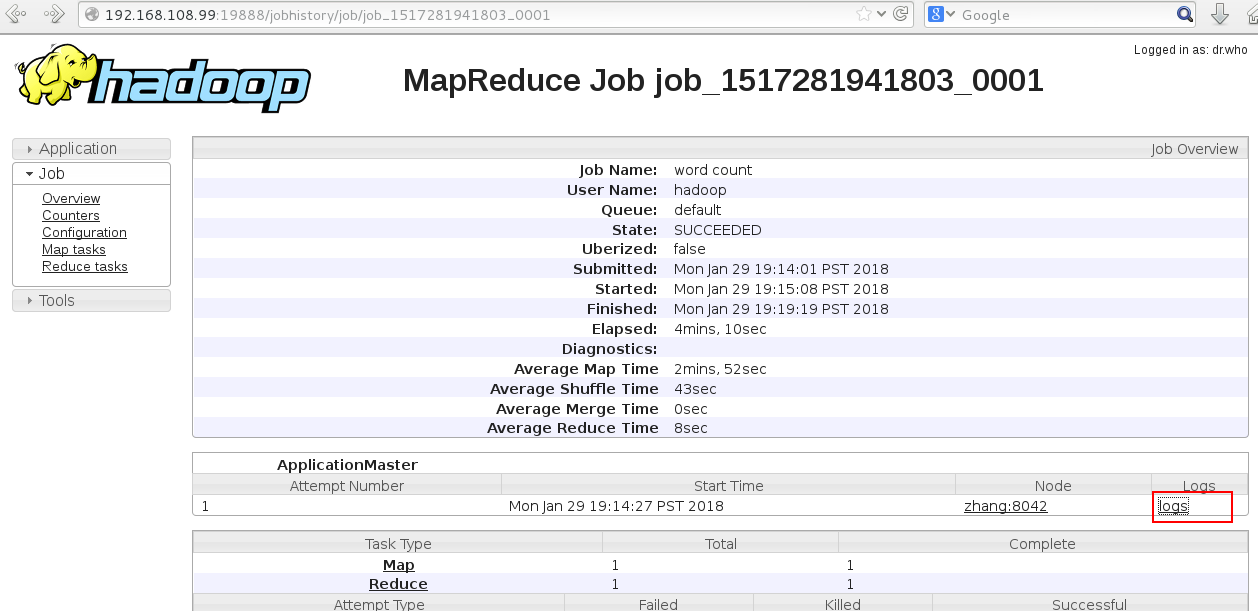 192.168.108.99:19888/jobhistory/job/job_1517281941803_0001
8 Google
Logged in as: dr.who
hadoop
MapReduce Job job_1517281941803_0001
Application
Job
Overview
Counters
Configuration
Map tasks
Reduce tasks
Tools
Job Overview
Job Name: word count
User Name: hadoop
Queue: default
State: SUCCEEDED
Uberized: false
Submitted: Mon Jan 29 19:14:01 PST 2018
Started: Mon Jan 29 19:15:08 PST 2018
Finished: Mon Jan 29 19:19:19 PST 2018
Elapsed: 4mins, 10sec
Diagnostics:
Average Map Time 2mins, 52sec
Average Shuffle Time 43sec
Average Merge Time 0sec
Average Reduce Time 8sec
ApplicationMaster
Attempt Number Start Time Node Logs
1 Mon Jan 29 19:14:27 PST 2018 zhang:8042 logs
Task Type Total Complete
Map 1 1
Reduce 1 1
Attempt Type Failed Killed Successful